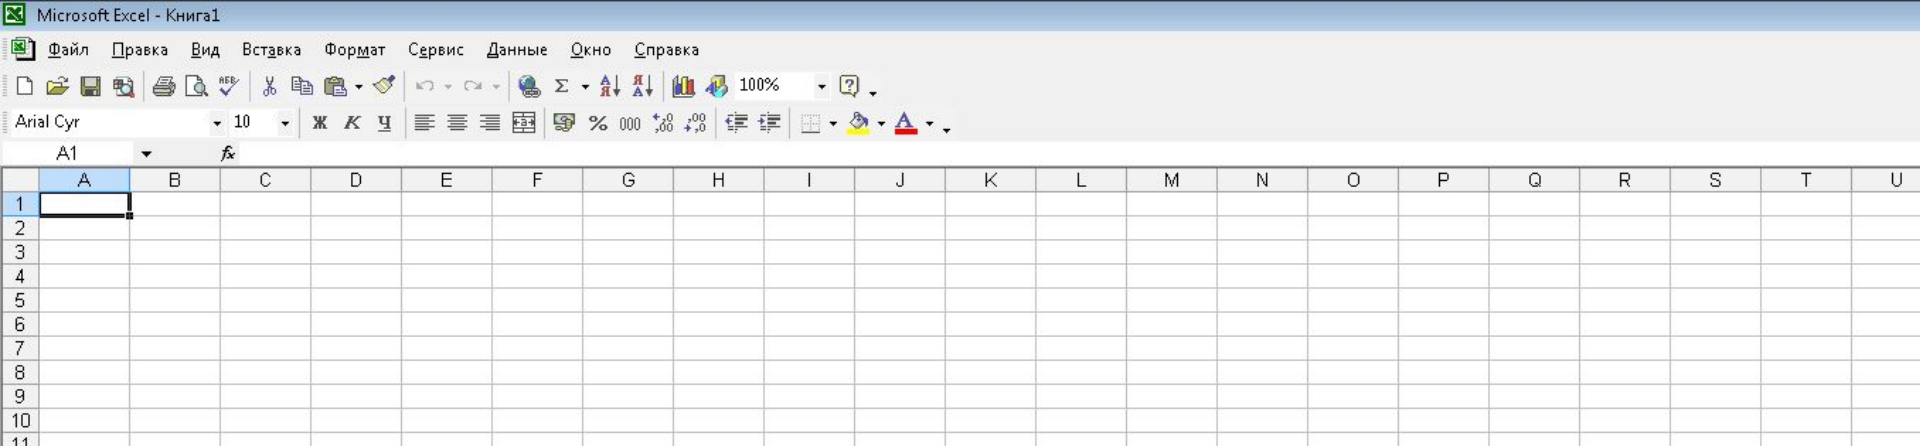 Microsoft Excel - Книга1
Файл Правка Вид Вставка Формат Сервис Данные Окно Справка
100%
Arial Cyr 10 Ж К Ч % 000
A1 fx
A B C D E F G H I J K L M N O P Q R S T U
1
2
3
4
5
6
7
8
9
10
11